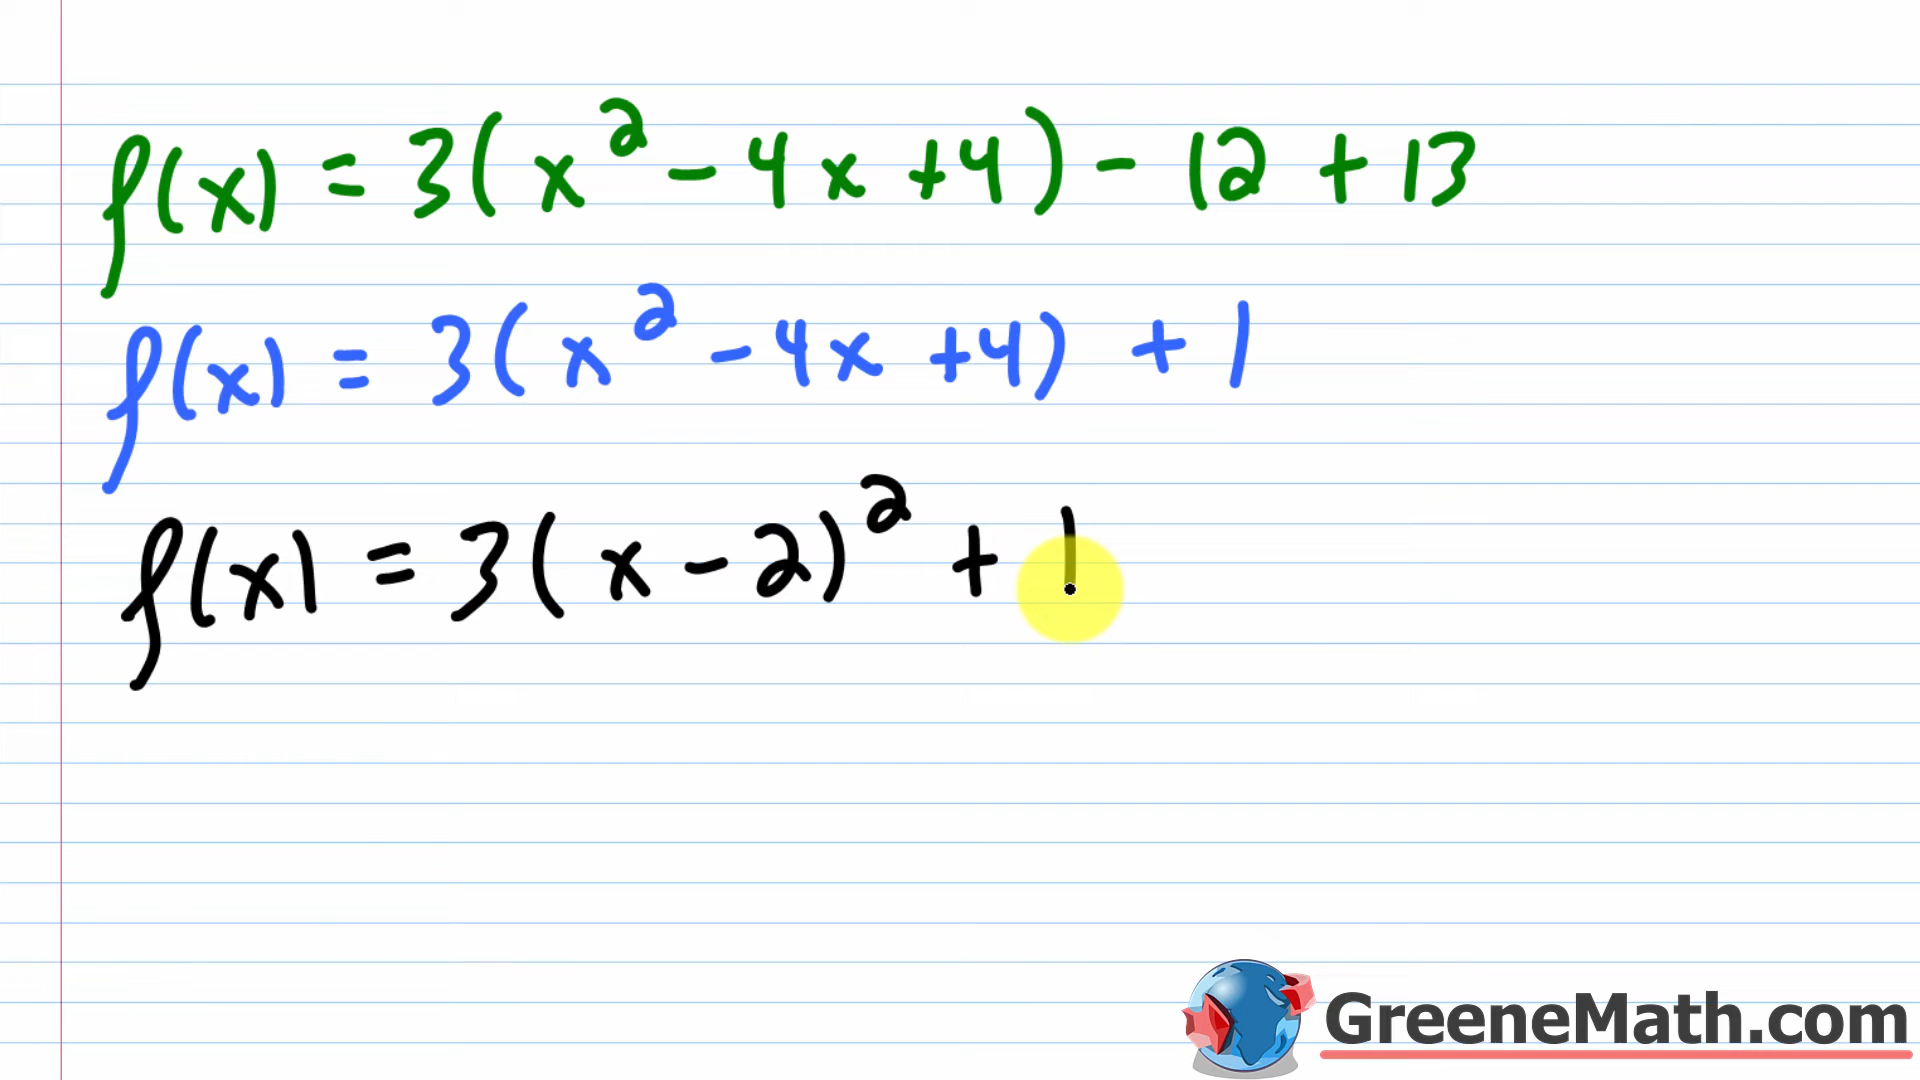 f(x) = 3(x² - 4x + 4) - 12 + 13
f(x) = 3(x² - 4x + 4) + 1
f(x) = 3(x - 2)² + 1
GreeneMath.com